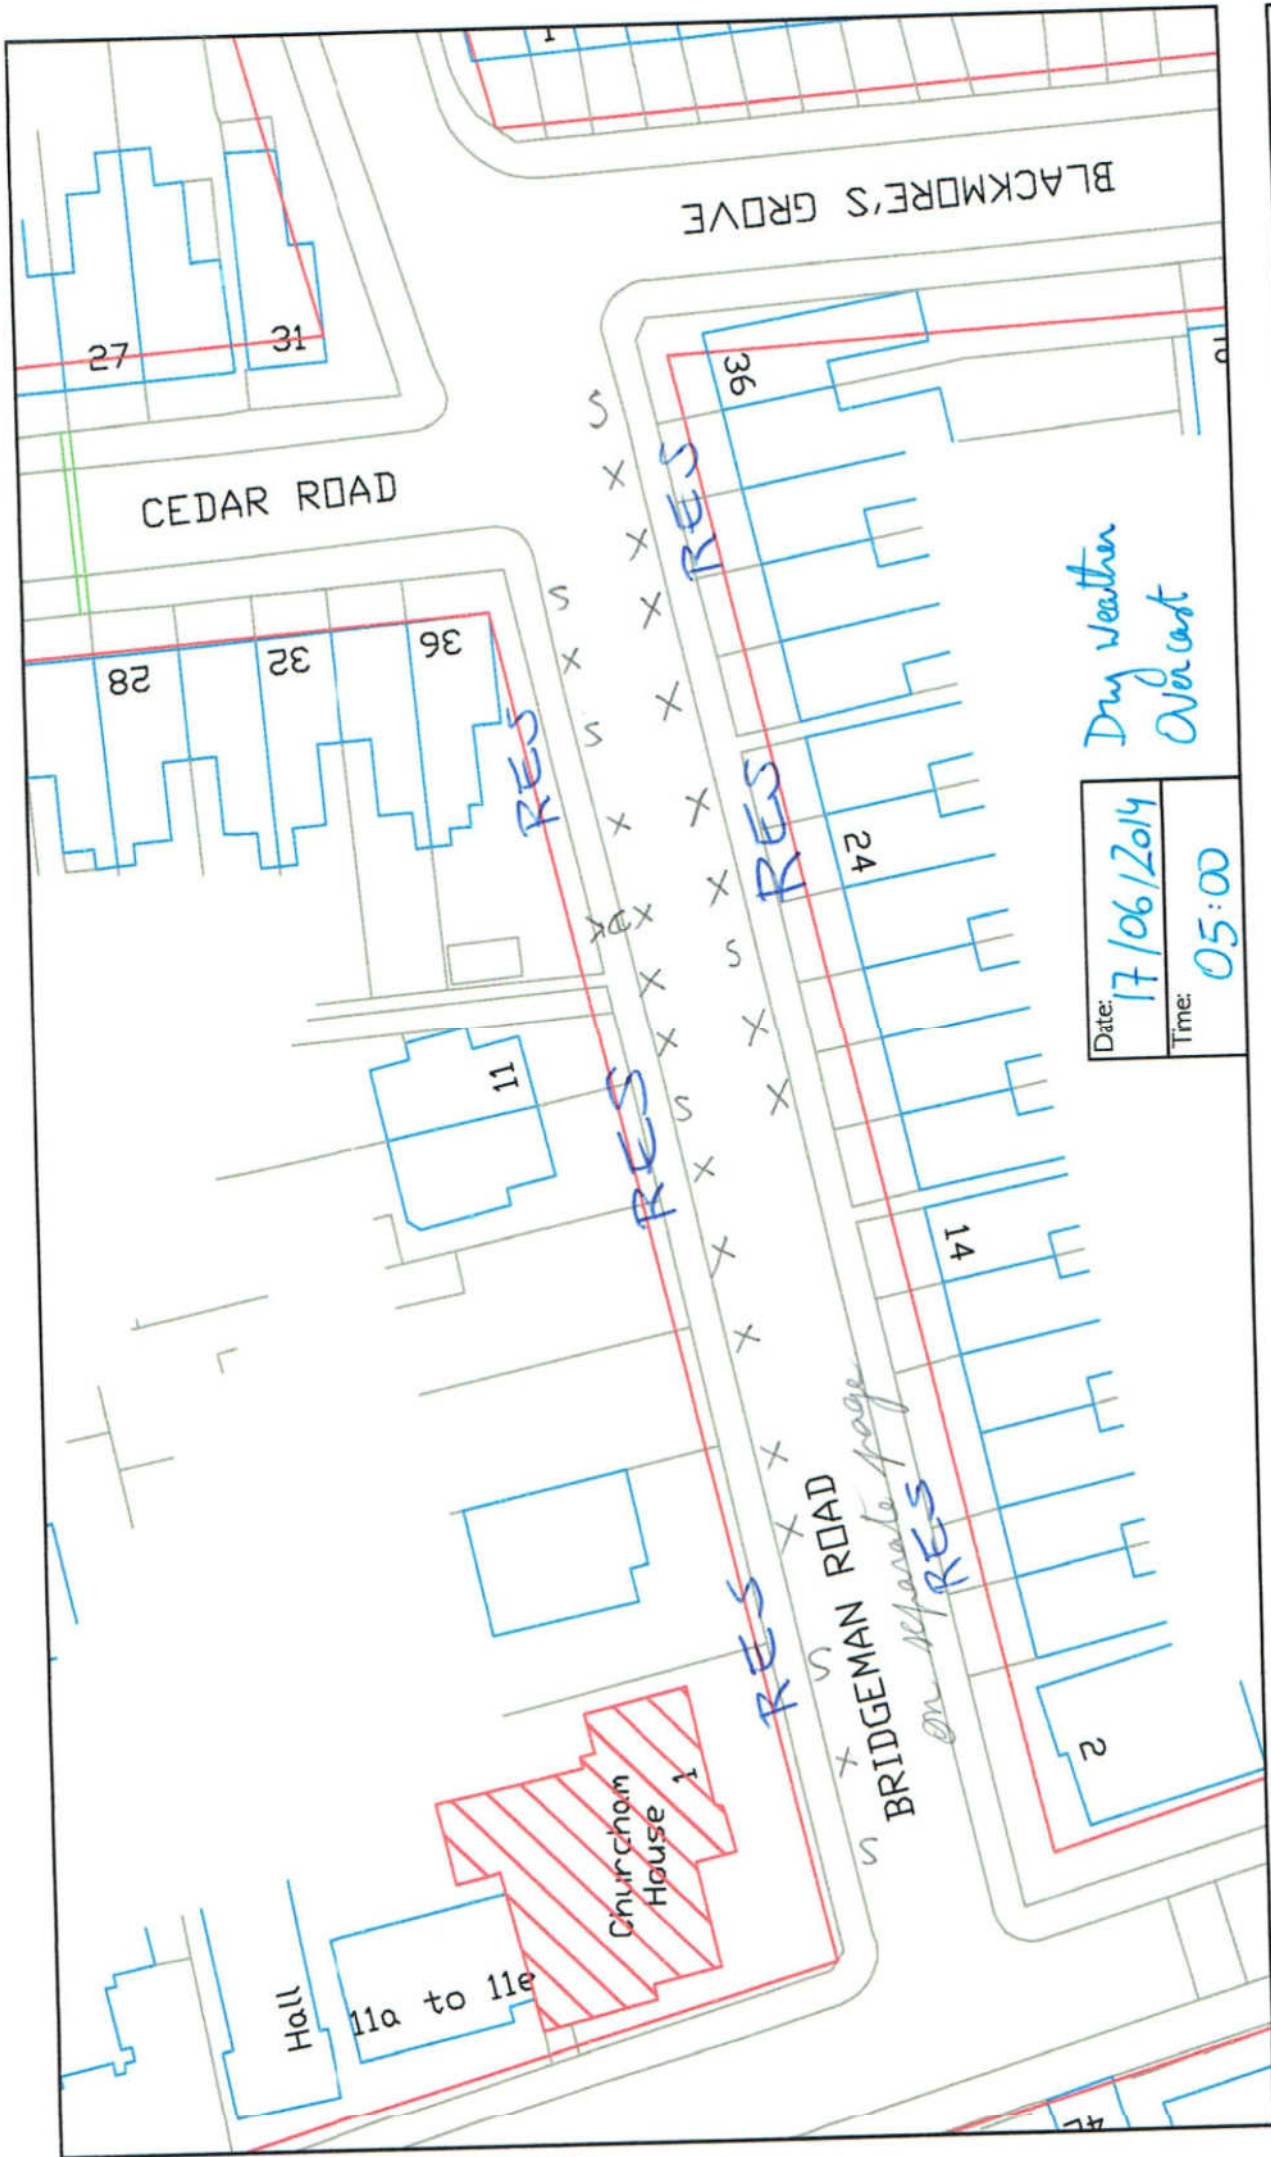 BLACKMORE'S GROVE
27
31
CEDAR ROAD
28
32
36
36
RES
RES
RES
24
11
RES
14
RES
RES
BRIDGEMAN ROAD
on separate page
Churcham
House
1
2
Hall
11a to 11e
Dry weather
Overcast
Date:
17/06/2014
Time:
05:00
S
X
X
X
X
X
X
S
X
X
S
X
S
X
X
X
X
S
X
X
X
X
X
S
X
S
1